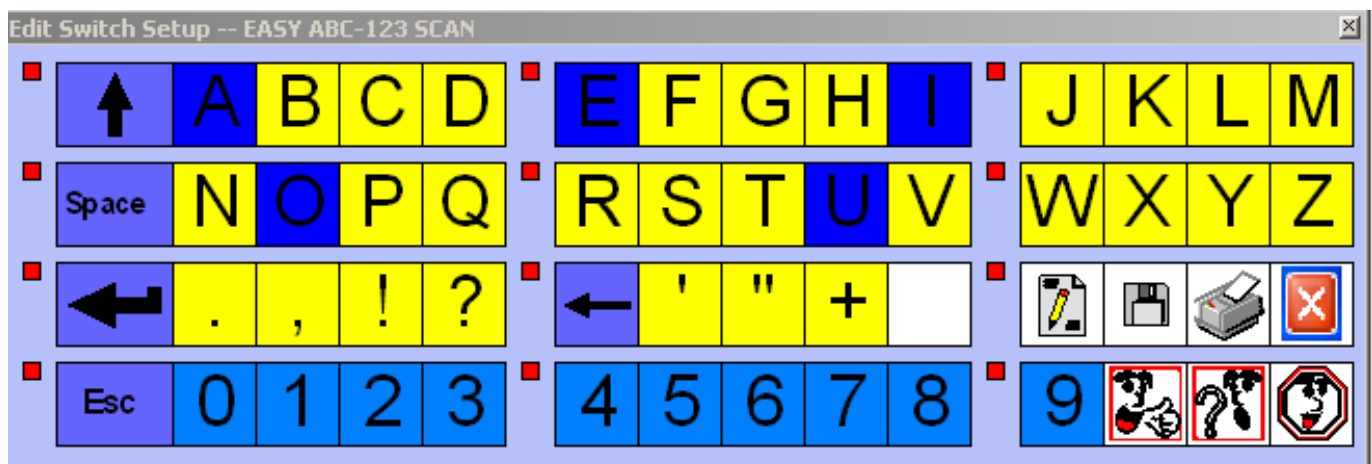 Edit Switch Setup -- EASY ABC-123 SCAN
A B C D E F G H I J K L M
Space N O P Q R S T U V W X Y Z
. , ! ? ' " +
Esc 0 1 2 3 4 5 6 7 8 9